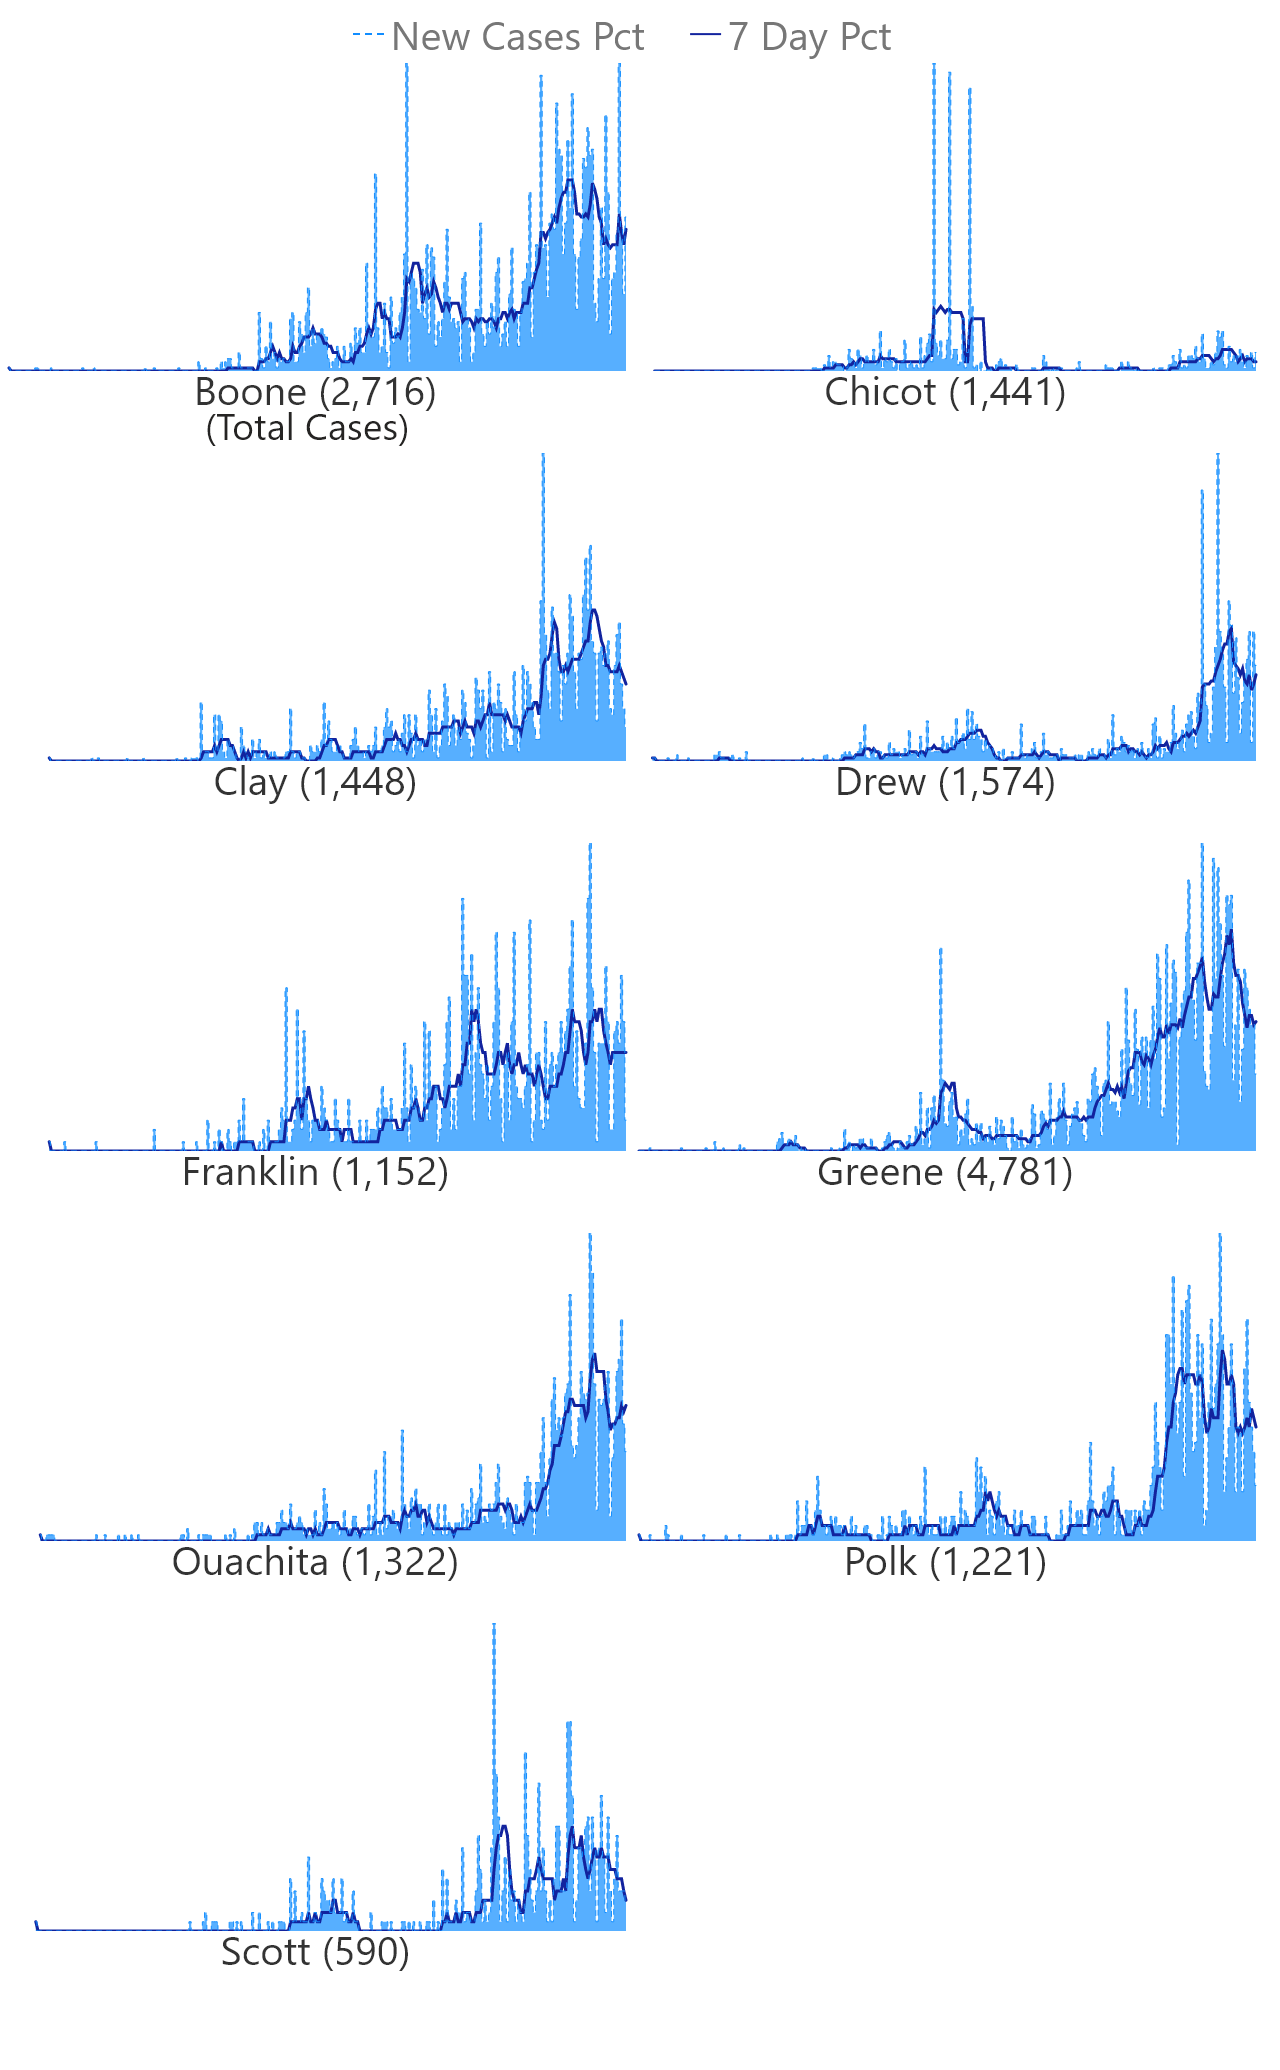 New Cases Pct 7 Day Pct
Boone (2,716) Chicot (1,441)
(Total Cases)
Clay (1,448) Drew (1,574)
Franklin (1,152) Greene (4,781)
Ouachita (1,322) Polk (1,221)
Scott (590)